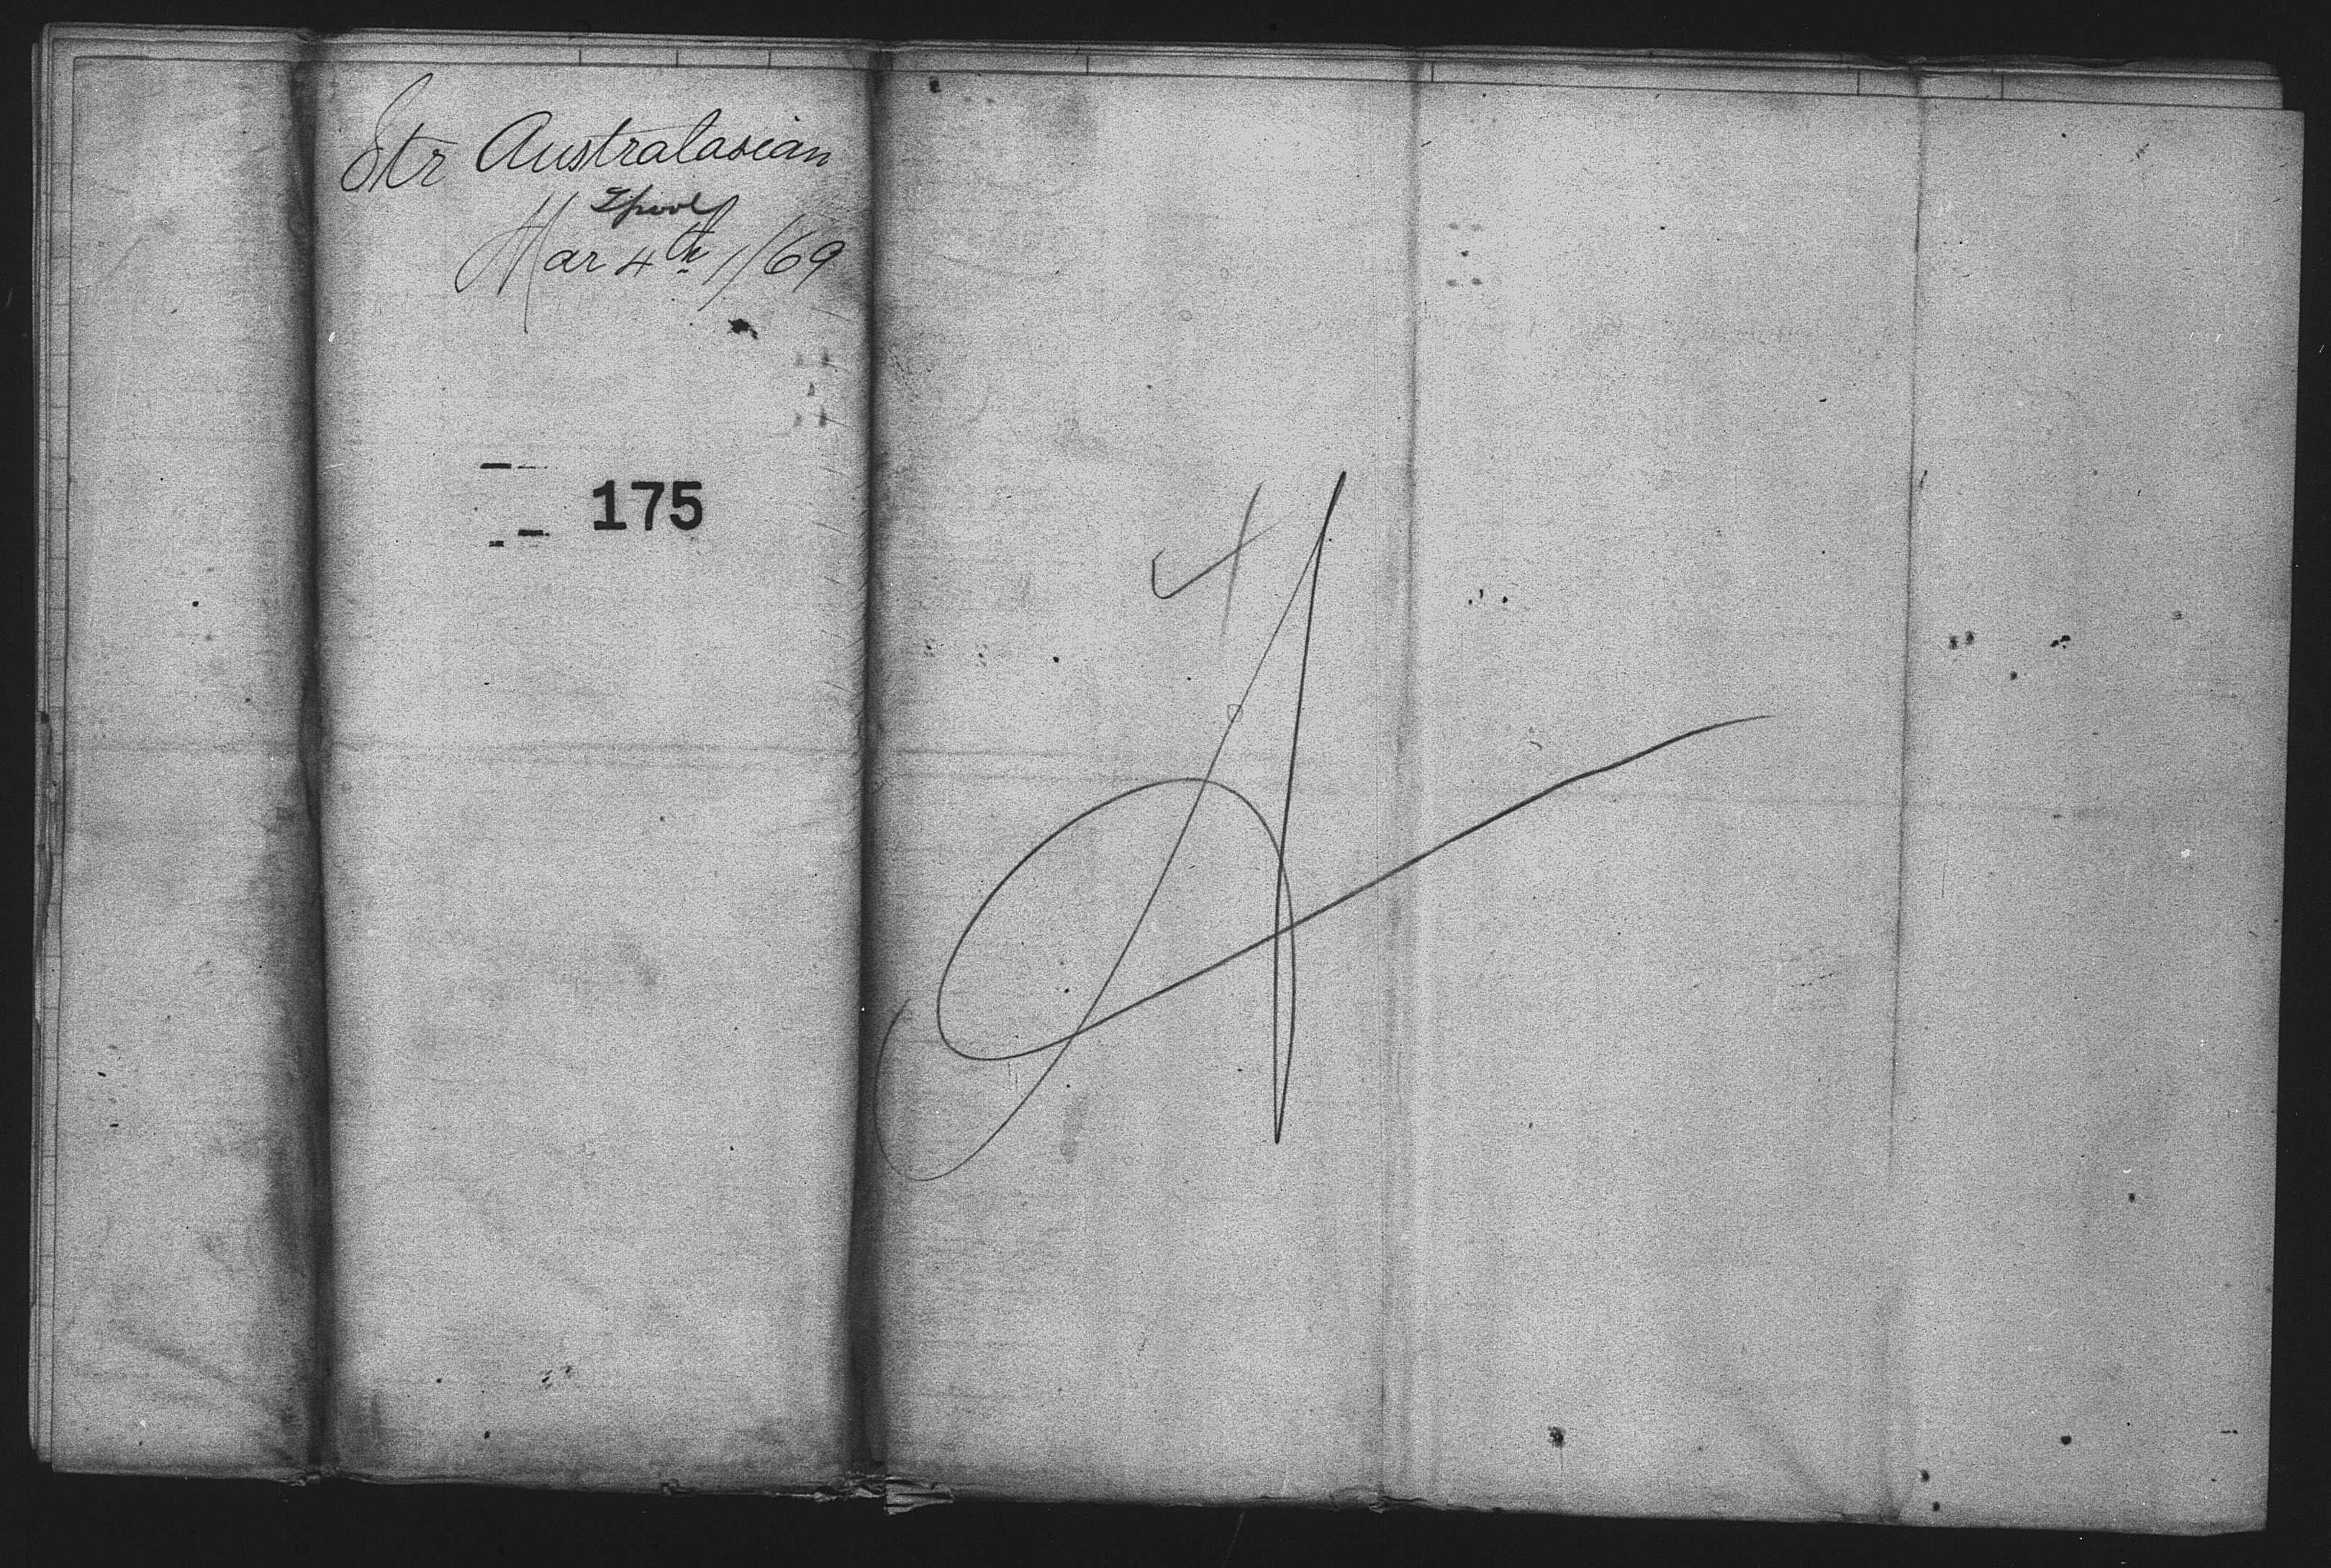 Str Australasian
Lpool
Mar 4th 1/69
175
A